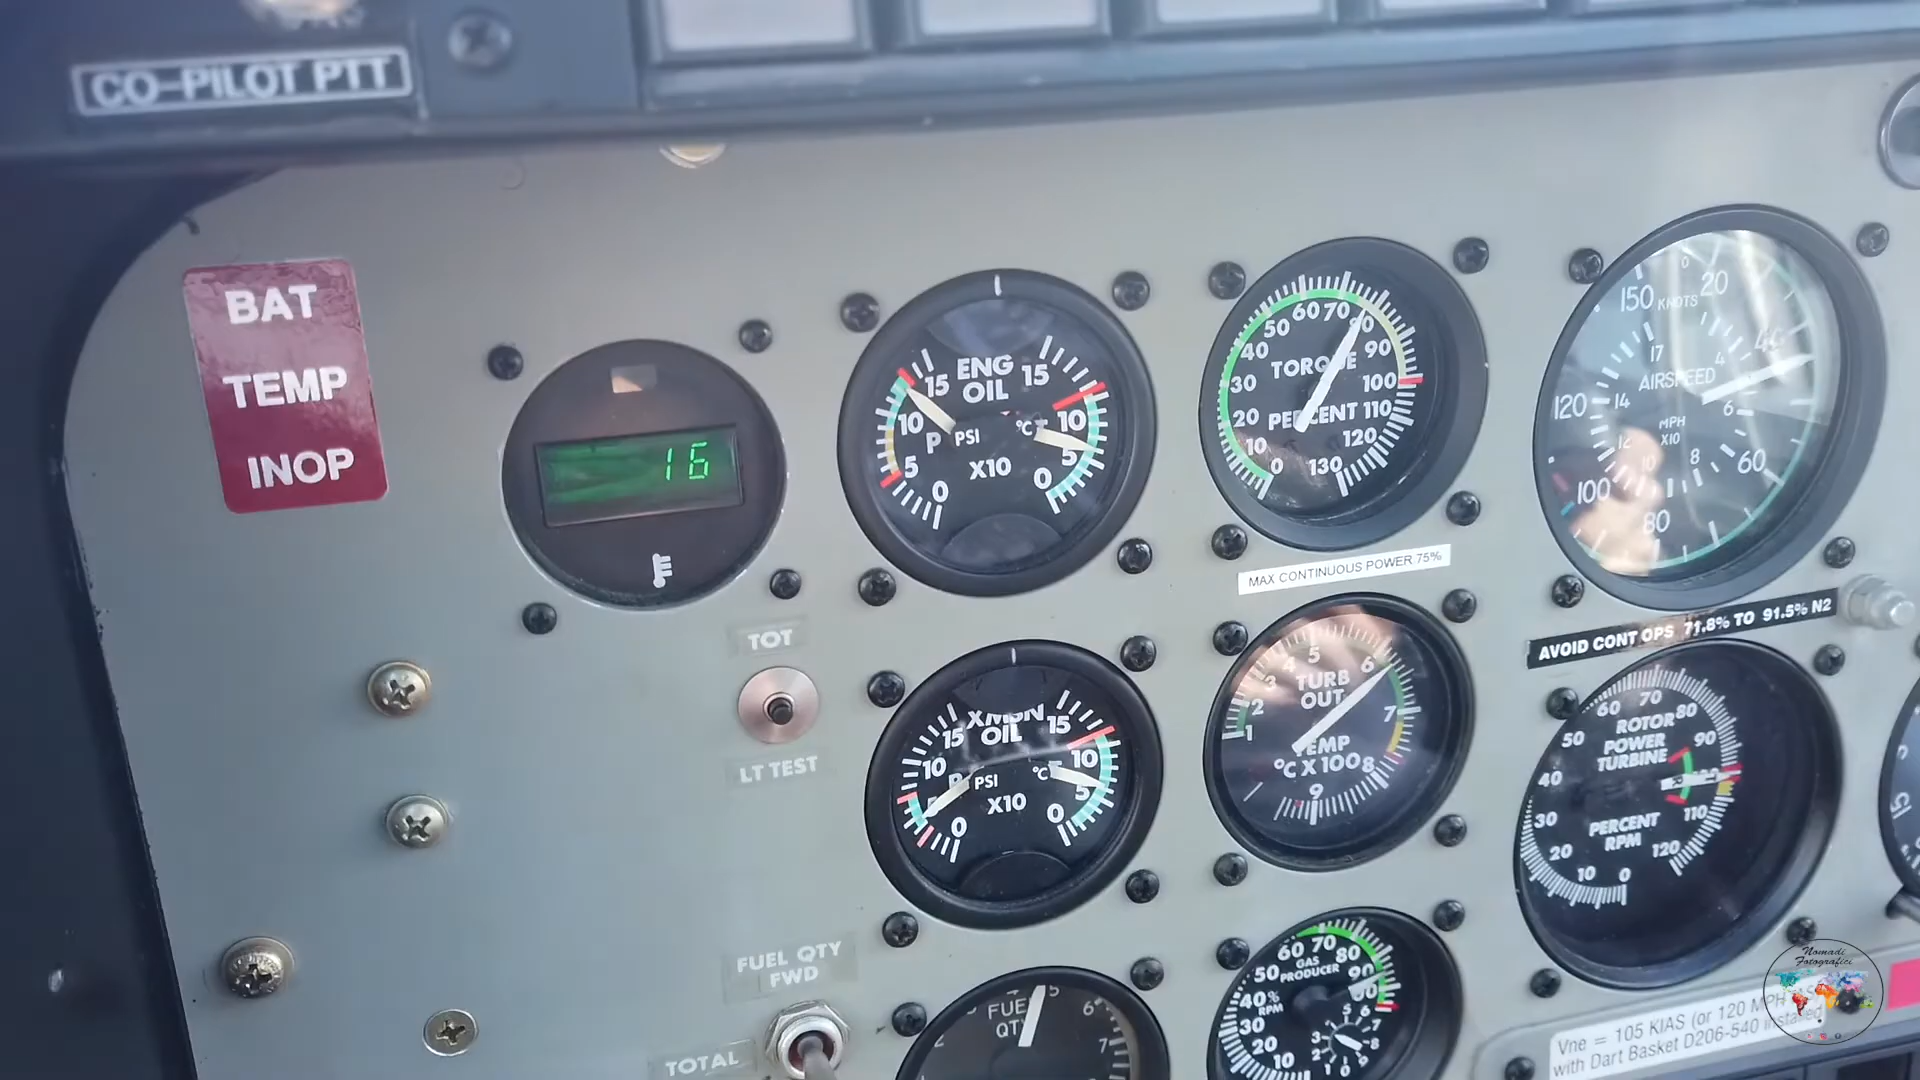 CO-PILOT PTT
BAT
TEMP
INOP
16
ENG
OIL
15
15
10
10
P
PSI
°C
T
5
5
X10
0
0
60
70
50
80
40
90
TORQUE
30
100
20
PERCENT
110
10
120
0
130
MAX CONTINUOUS POWER 75%
0
150
KNOTS
20
17
4
40
AIRSPEED
120
14
6
MPH
X10
12
10
8
60
100
80
AVOID CONT OPS 71.8% TO 91.5% N2
TOT
LT TEST
XMSN
OIL
15
15
10
10
P
PSI
°C
T
5
5
X10
0
0
5
4
6
3
TURB
OUT
2
7
1
TEMP
°C X 100
8
9
70
60
80
ROTOR
50
POWER
90
TURBINE
40
110
30
PERCENT
RPM
120
20
10
0
FUEL QTY
FWD
TOTAL
FUEL
QTY
4
5
6
7
60
70
80
GAS
PRODUCER
50
90
40
%
RPM
100
30
20
10
Vne = 105 KIAS (or 120 MPH
with Dart Basket D206-540 installed
Nomadi
Fotografici